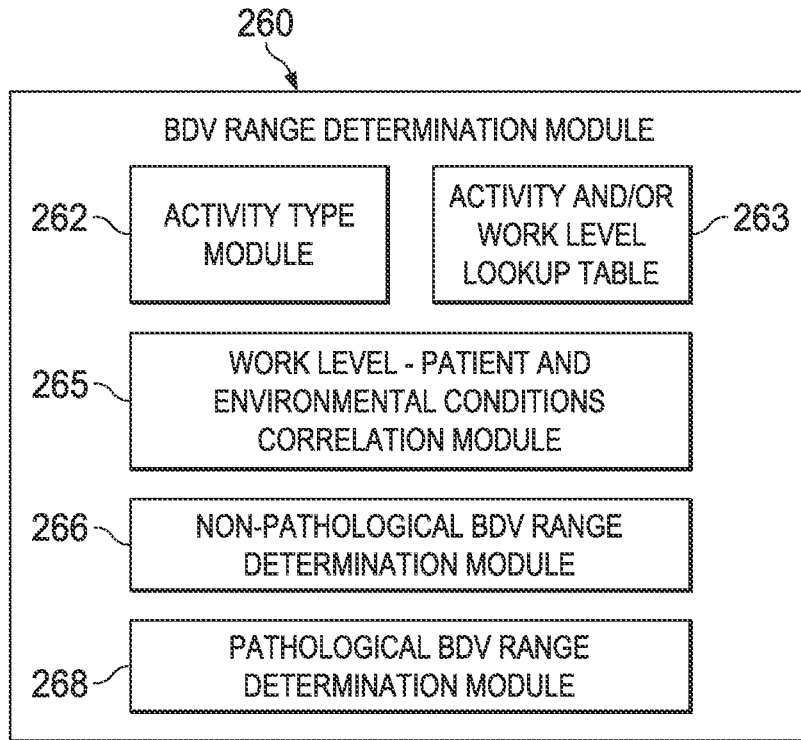 260
BDV RANGE DETERMINATION MODULE
262
ACTIVITY TYPE
MODULE
ACTIVITY AND/OR
WORK LEVEL
LOOKUP TABLE
263
265
WORK LEVEL - PATIENT AND
ENVIRONMENTAL CONDITIONS
CORRELATION MODULE
266
NON-PATHOLOGICAL BDV RANGE
DETERMINATION MODULE
268
PATHOLOGICAL BDV RANGE
DETERMINATION MODULE